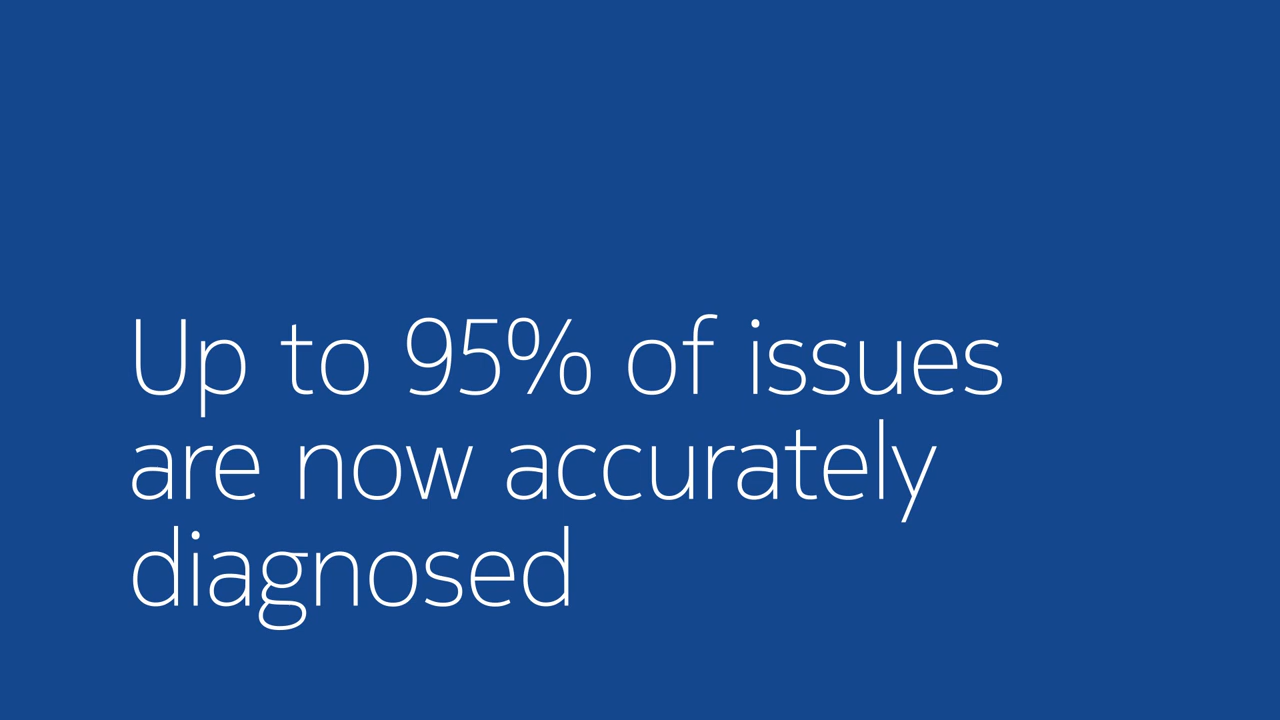 Up to 95% of issues
are now accurately
diagnosed